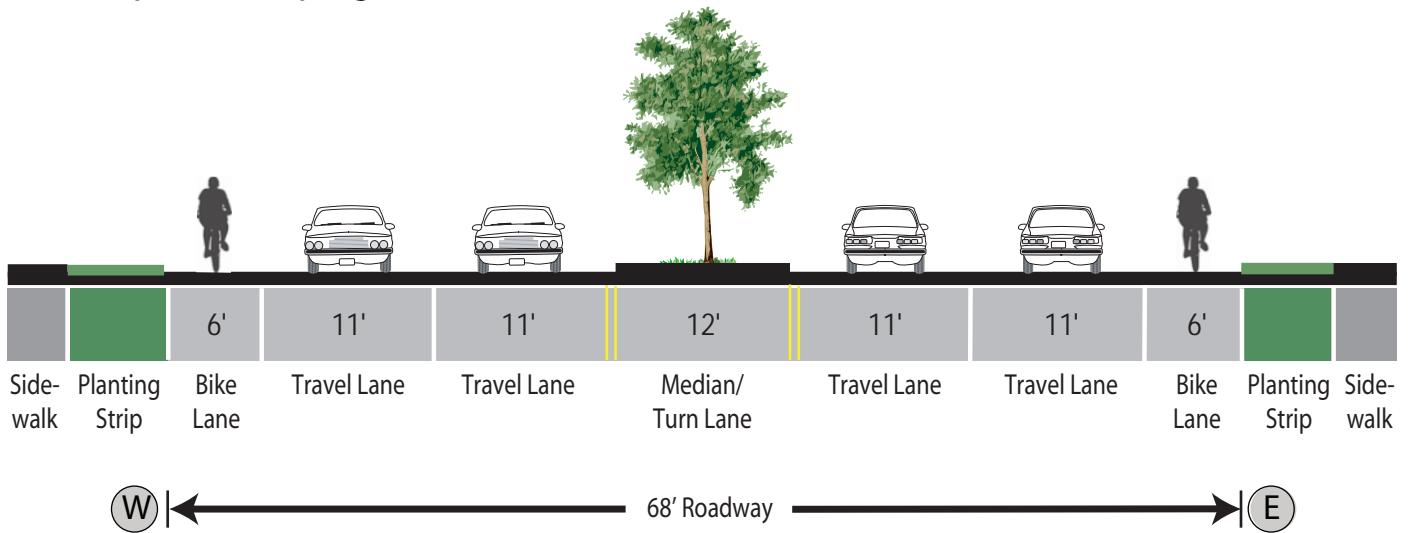 6' 11' 11' 12' 11' 11' 6'
Side- Planting Bike Travel Lane Travel Lane Median/ Travel Lane Travel Lane Bike Planting Side-
walk Strip Lane Turn Lane Lane Strip walk
W 68’ Roadway E